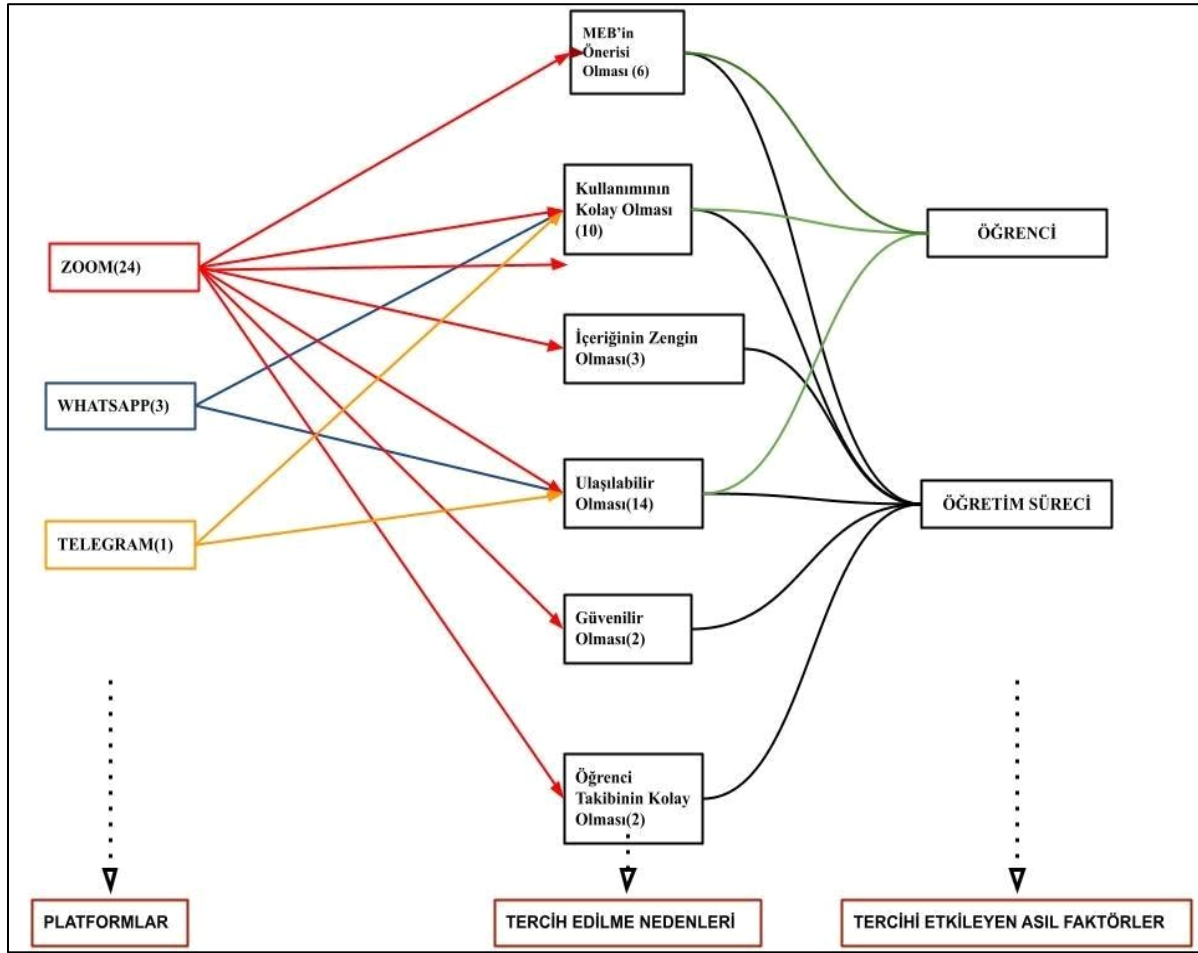 ZOOM(24)
WHATSAPP(3)
TELEGRAM(1)
PLATFORMLAR
MEB’in
Önerisi
Olması (6)
Kullanımının
Kolay Olması
(10)
İçeriğinin Zengin
Olması(3)
Ulaşılabilir
Olması(14)
Güvenilir
Olması(2)
Öğrenci
Takibinin Kolay
Olması(2)
TERCİH EDİLME NEDENLERİ
ÖĞRENCİ
ÖĞRETİM SÜRECİ
TERCİHİ ETKİLEYEN ASIL FAKTÖRLER